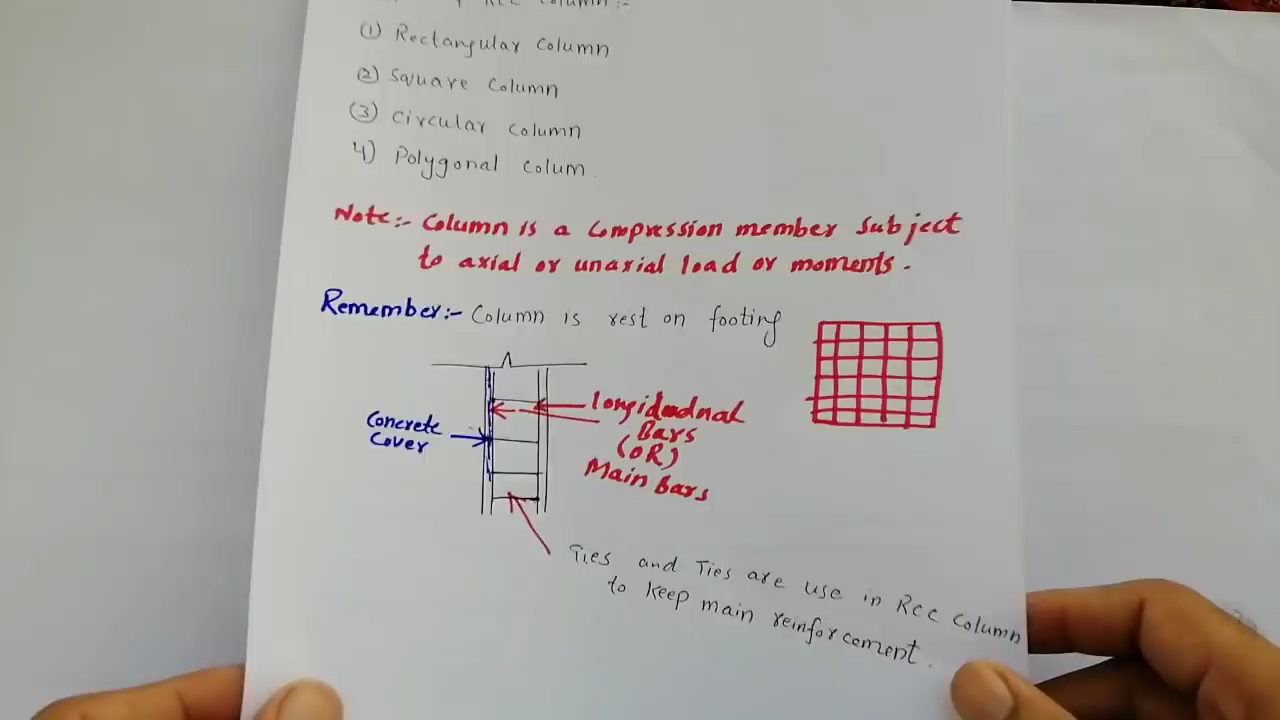 RCC Column:-
① Rectangular Column
② Square Column
③ Circular Column
4) Polygonal Colum
Note:- Column is a Compression member Subject
to axial or unaxial load or moments.
Remember:- Column is rest on footing
Concrete
Cover
Longidudnal
Bars
(OR)
Main Bars
Ties and Ties are use in RCC Column
to keep main reinforcement.